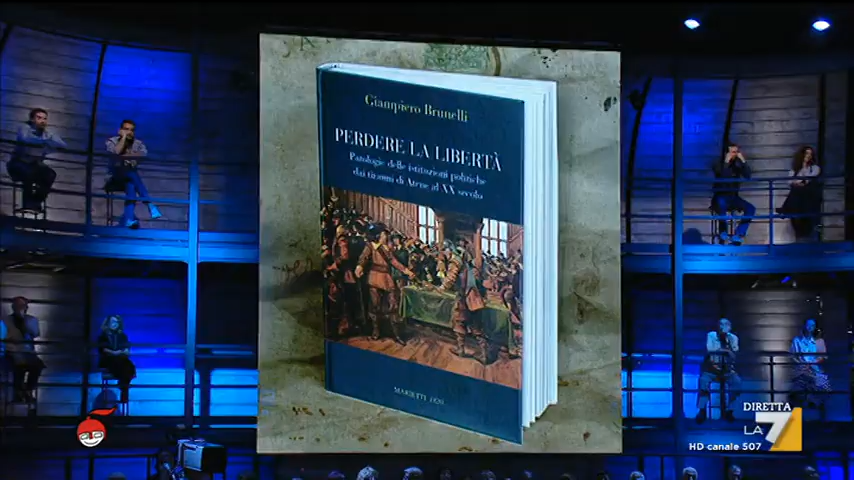 Gianpiero Brunelli
PERDERE LA LIBERTÀ
Patologie delle istituzioni politiche
dai tiranni di Atene al XX secolo
MARIETTI 1820
DIRETTA
LA 7
HD canale 507